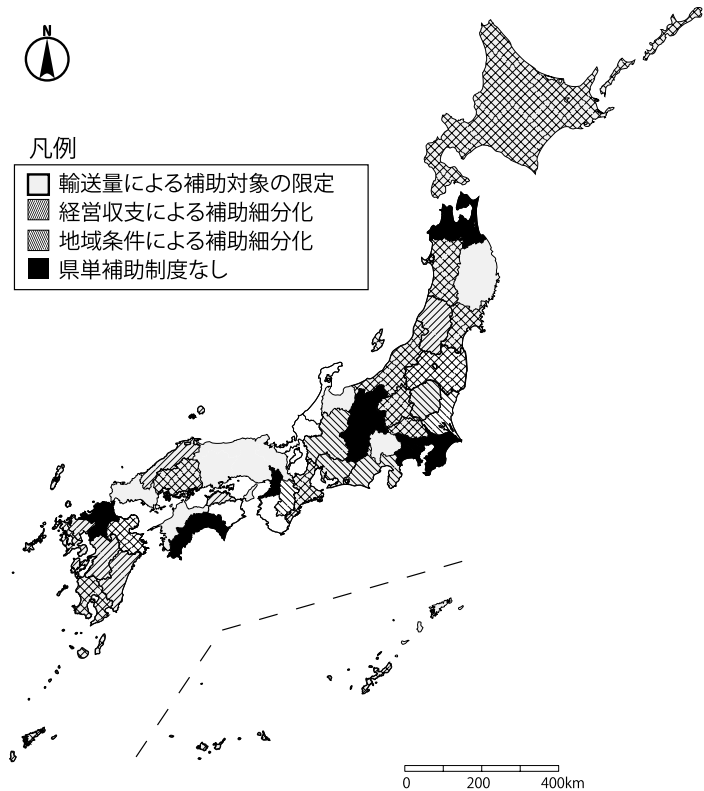 N
凡例
輸送量による補助対象の限定
経営収支による補助細分化
地域条件による補助細分化
県単補助制度なし
0 200 400km